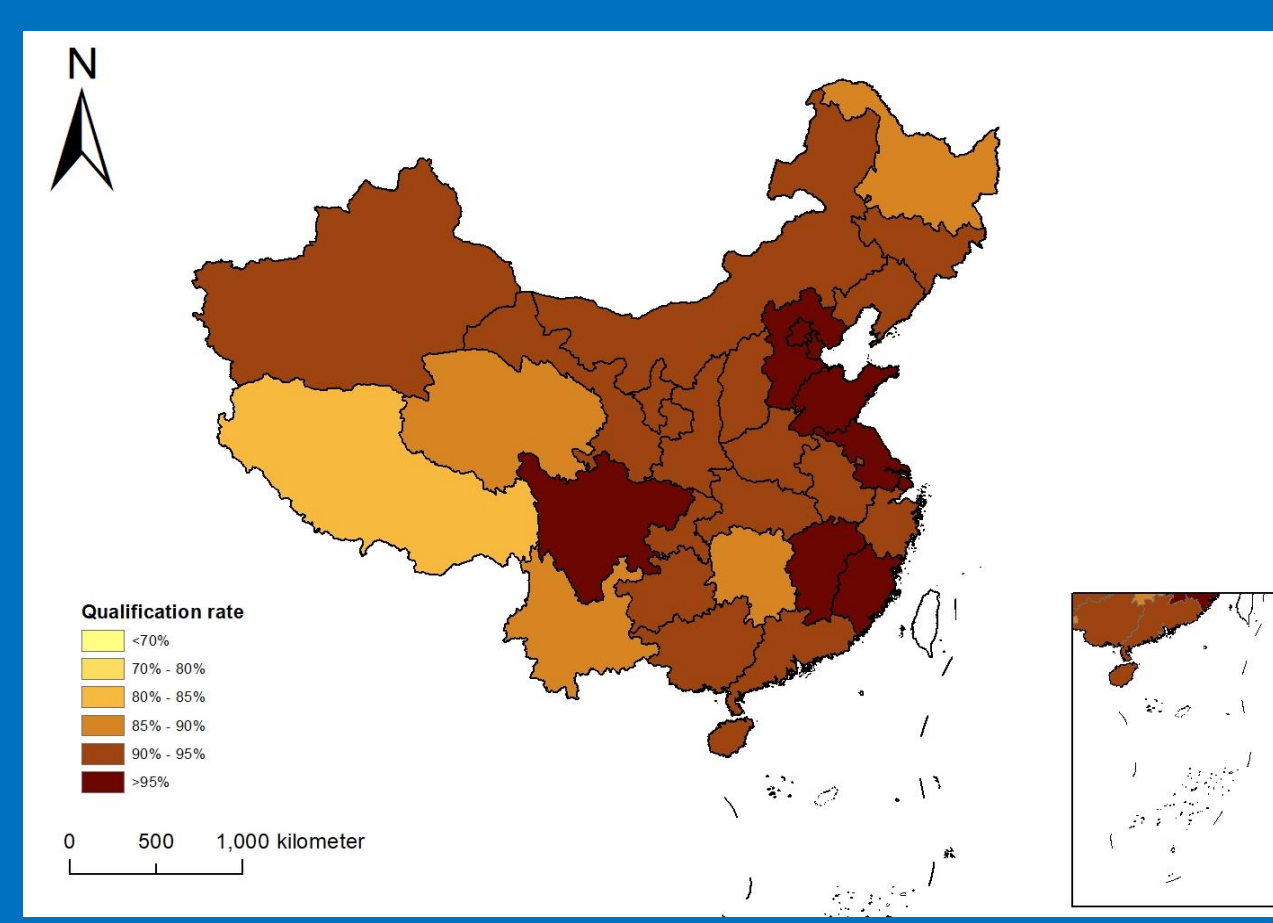 N
Qualification rate
<70%
70% - 80%
80% - 85%
85% - 90%
90% - 95%
>95%
0 500 1,000 kilometer